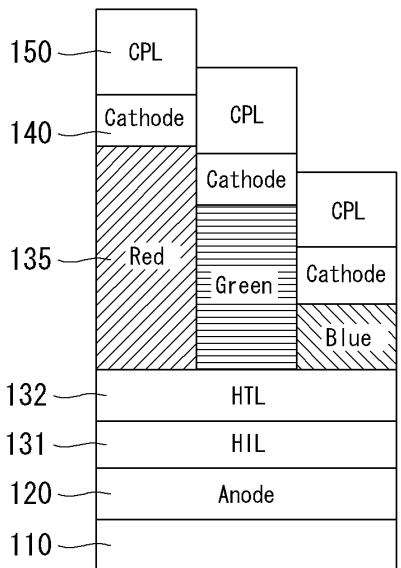 150
CPL
140
Cathode
CPL
Cathode
135
Red
Green
CPL
Cathode
Blue
132
HTL
131
HIL
120
Anode
110